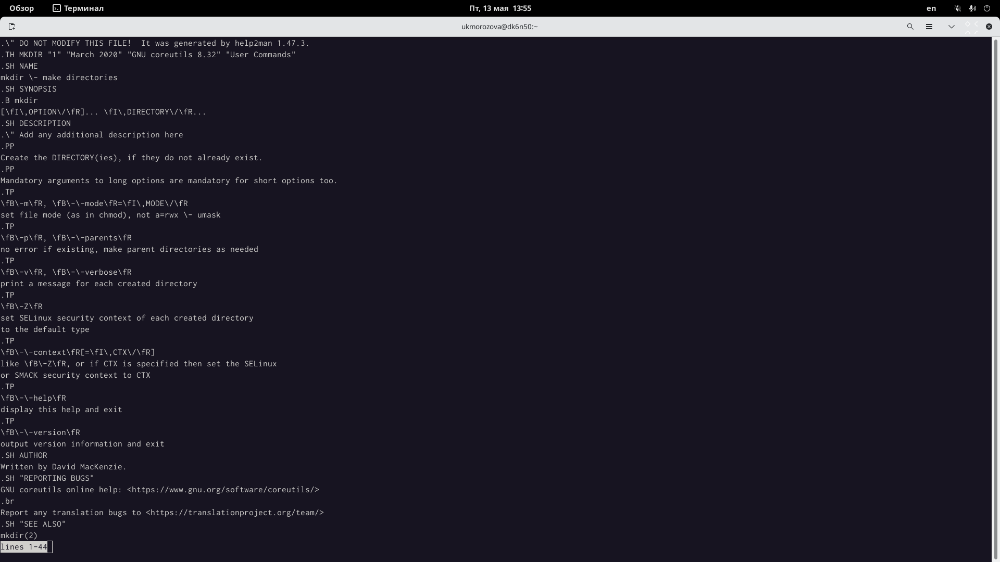 Обзор Терминал Пт, 13 мая 13:55 en
ukmorozova@dk6n50:~
.\" DO NOT MODIFY THIS FILE!  It was generated by help2man 1.47.3.
.TH MKDIR "1" "March 2020" "GNU coreutils 8.32" "User Commands"
.SH NAME
mkdir \- make directories
.SH SYNOPSIS
.B mkdir
[\fI\,OPTION\/\fR]... \fI\,DIRECTORY\/\fR...
.SH DESCRIPTION
.\" Add any additional description here
.PP
Create the DIRECTORY(ies), if they do not already exist.
.PP
Mandatory arguments to long options are mandatory for short options too.
.TP
\fB\-m\fR, \fB\-\-mode\fR=\fI\,MODE\/\fR
set file mode (as in chmod), not a=rwx \- umask
.TP
\fB\-p\fR, \fB\-\-parents\fR
no error if existing, make parent directories as needed
.TP
\fB\-v\fR, \fB\-\-verbose\fR
print a message for each created directory
.TP
\fB\-Z\fR
set SELinux security context of each created directory
to the default type
.TP
\fB\-\-context\fR[=\fI\,CTX\/\fR]
like \fB\-Z\fR, or if CTX is specified then set the SELinux
or SMACK security context to CTX
.TP
\fB\-\-help\fR
display this help and exit
.TP
\fB\-\-version\fR
output version information and exit
.SH AUTHOR
Written by David MacKenzie.
.SH "REPORTING BUGS"
GNU coreutils online help: <https://www.gnu.org/software/coreutils/>
.br
Report any translation bugs to <https://translationproject.org/team/>
.SH "SEE ALSO"
mkdir(2)
lines 1-44